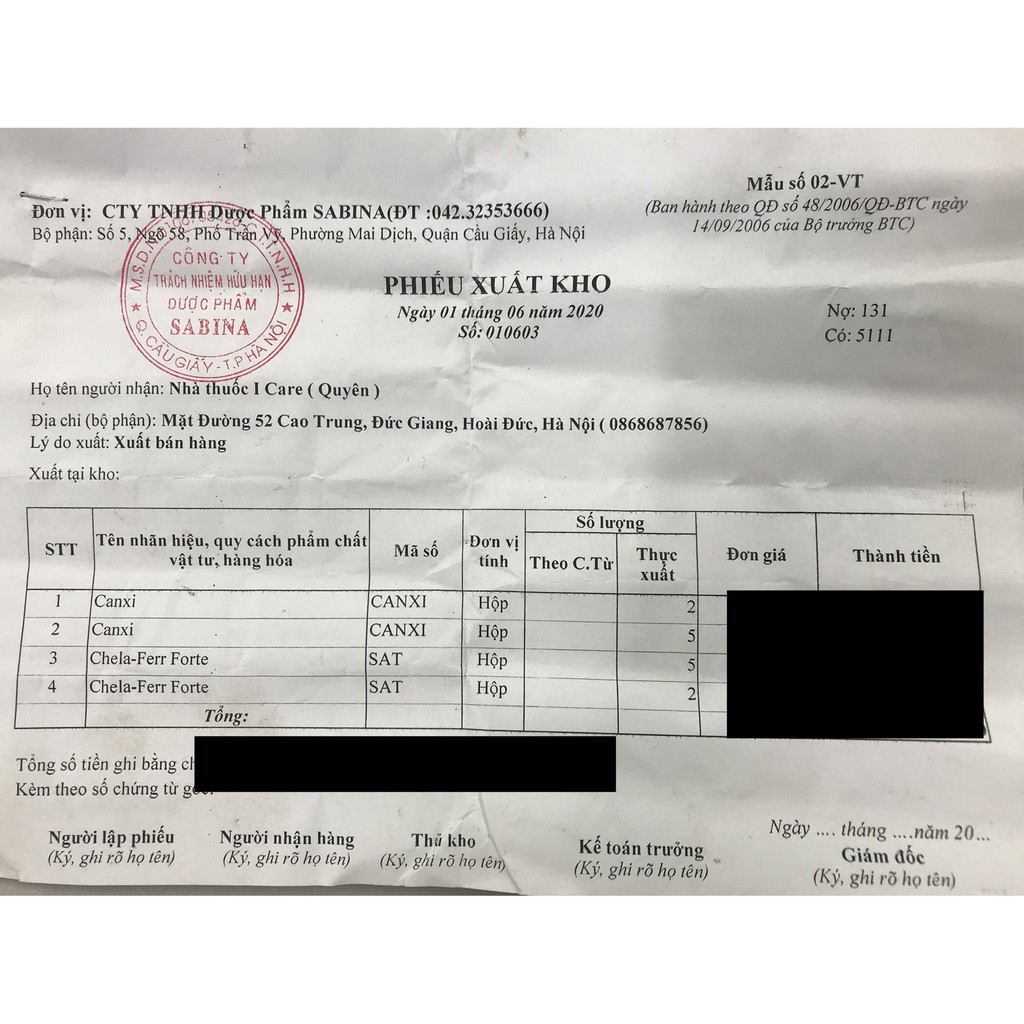 Mẫu số 02-VT
(Ban hành theo QĐ số 48/2006/QĐ-BTC ngày
14/09/2006 của Bộ trưởng BTC)
Đơn vị: CTY TNHH Dược Phẩm SABINA(ĐT :042.32353666)
Bộ phận: Số 5, Ngõ 58, Phố Trần Vỹ, Phường Mai Dịch, Quận Cầu Giấy, Hà Nội
CÔNG TY
TRÁCH NHIỆM HỮU HẠN
DƯỢC PHẨM
SABINA
Q. CẦU GIẤY - T.P HÀ NỘI
PHIẾU XUẤT KHO
Ngày 01 tháng 06 năm 2020
Số: 010603
Nợ: 131
Có: 5111
Họ tên người nhận: Nhà thuốc I Care ( Quyên )
Địa chỉ (bộ phận): Mặt Đường 52 Cao Trung, Đức Giang, Hoài Đức, Hà Nội ( 0868687856)
Lý do xuất: Xuất bán hàng
Xuất tại kho:
STT Tên nhãn hiệu, quy cách phẩm chất vật tư, hàng hóa Mã số Đơn vị tính Số lượng Đơn giá Thành tiền
Theo C.Từ Thực xuất
1 Canxi CANXI Hộp 2
2 Canxi CANXI Hộp 5
3 Chela-Ferr Forte SAT Hộp 5
4 Chela-Ferr Forte SAT Hộp 2
Tổng:
Tổng số tiền ghi bằng
Kèm theo số chứng từ
Ngày .... tháng ....năm 20...
Người lập phiếu Người nhận hàng Thủ kho Kế toán trưởng Giám đốc
(Ký, ghi rõ họ tên) (Ký, ghi rõ họ tên) (Ký, ghi rõ họ tên) (Ký, ghi rõ họ tên) (Ký, ghi rõ họ tên)